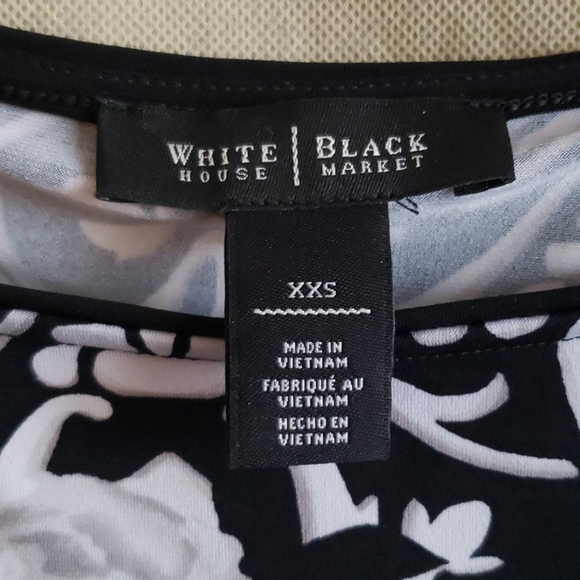 WHITE | BLACK
HOUSE | MARKET
XXS
MADE IN
VIETNAM
FABRIQUÉ AU
VIETNAM
HECHO EN
VIETNAM